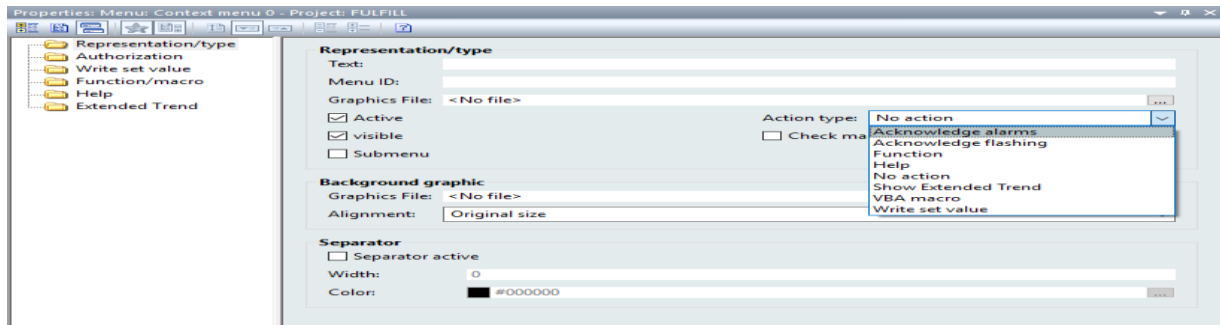 Properties: Menu: Context menu 0 - Project: FULFILL
Representation/type
Authorization
Write set value
Function/macro
Help
Extended Trend
Representation/type
Text:
Menu ID:
Graphics File: <No file> ...
Active
Action type: No action
visible
Check ma
Submenu
Acknowledge alarms
Acknowledge flashing
Function
Help
No action
Show Extended Trend
VBA macro
Write set value
Background graphic
Graphics File: <No file>
Alignment: Original size
Separator
Separator active
Width: 0
Color: #000000 ...